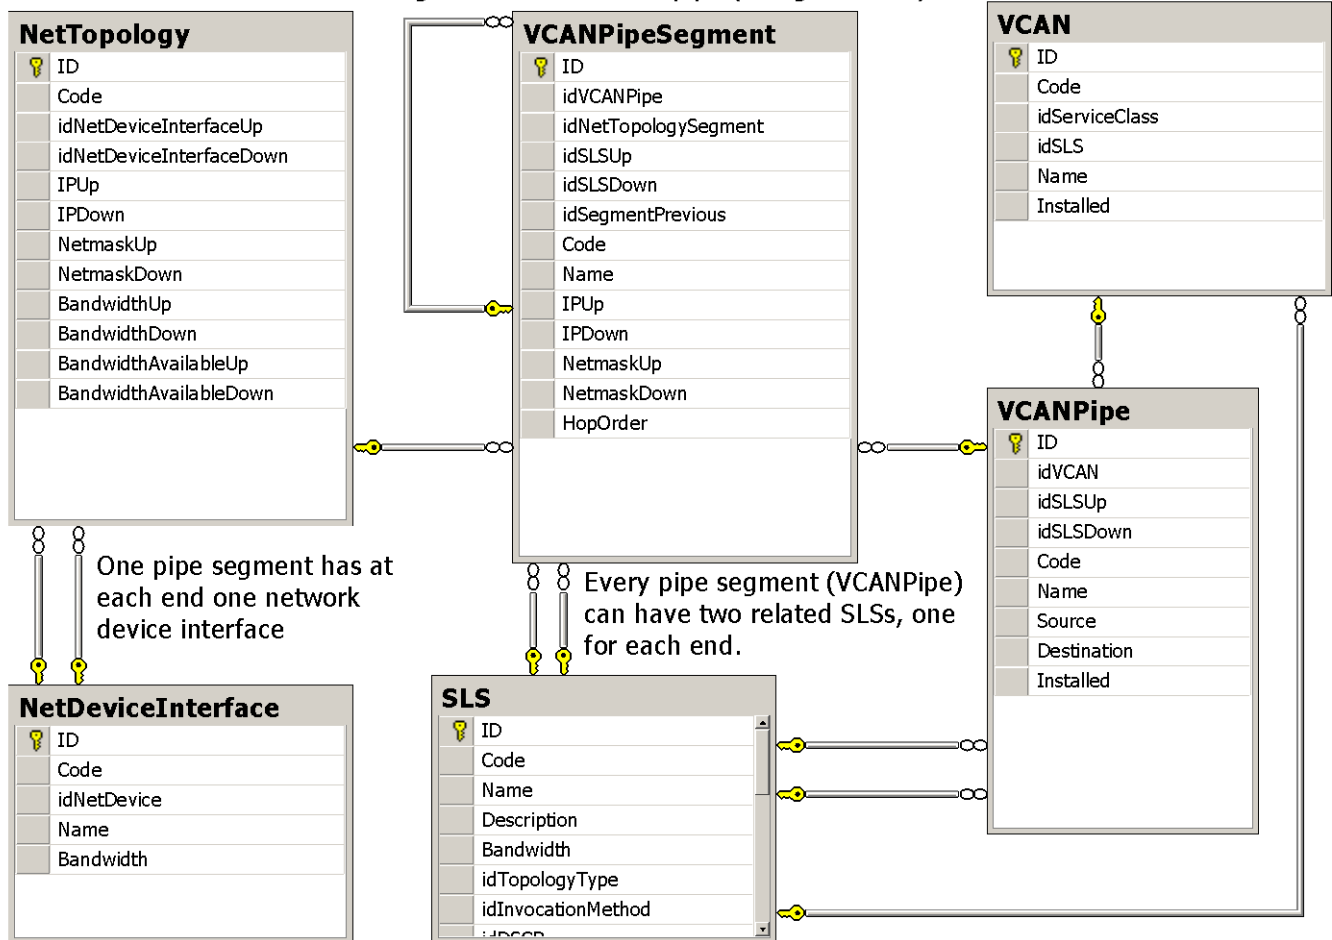 NetTopology
ID
Code
idNetDeviceInterfaceUp
idNetDeviceInterfaceDown
IPUp
IPDown
NetmaskUp
NetmaskDown
BandwidthUp
BandwidthDown
BandwidthAvailableUp
BandwidthAvailableDown
VCANPipeSegment
ID
idVCANPipe
idNetTopologySegment
idSLSUp
idSLSDown
idSegmentPrevious
Code
Name
IPUp
IPDown
NetmaskUp
NetmaskDown
HopOrder
VCAN
ID
Code
idServiceClass
idSLS
Name
Installed
VCANPipe
ID
idVCAN
idSLSUp
idSLSDown
Code
Name
Source
Destination
Installed
One pipe segment has at
each end one network
device interface
Every pipe segment (VCANPipe)
can have two related SLSs, one
for each end.
NetDeviceInterface
ID
Code
idNetDevice
Name
Bandwidth
SLS
ID
Code
Name
Description
Bandwidth
idTopologyType
idInvocationMethod